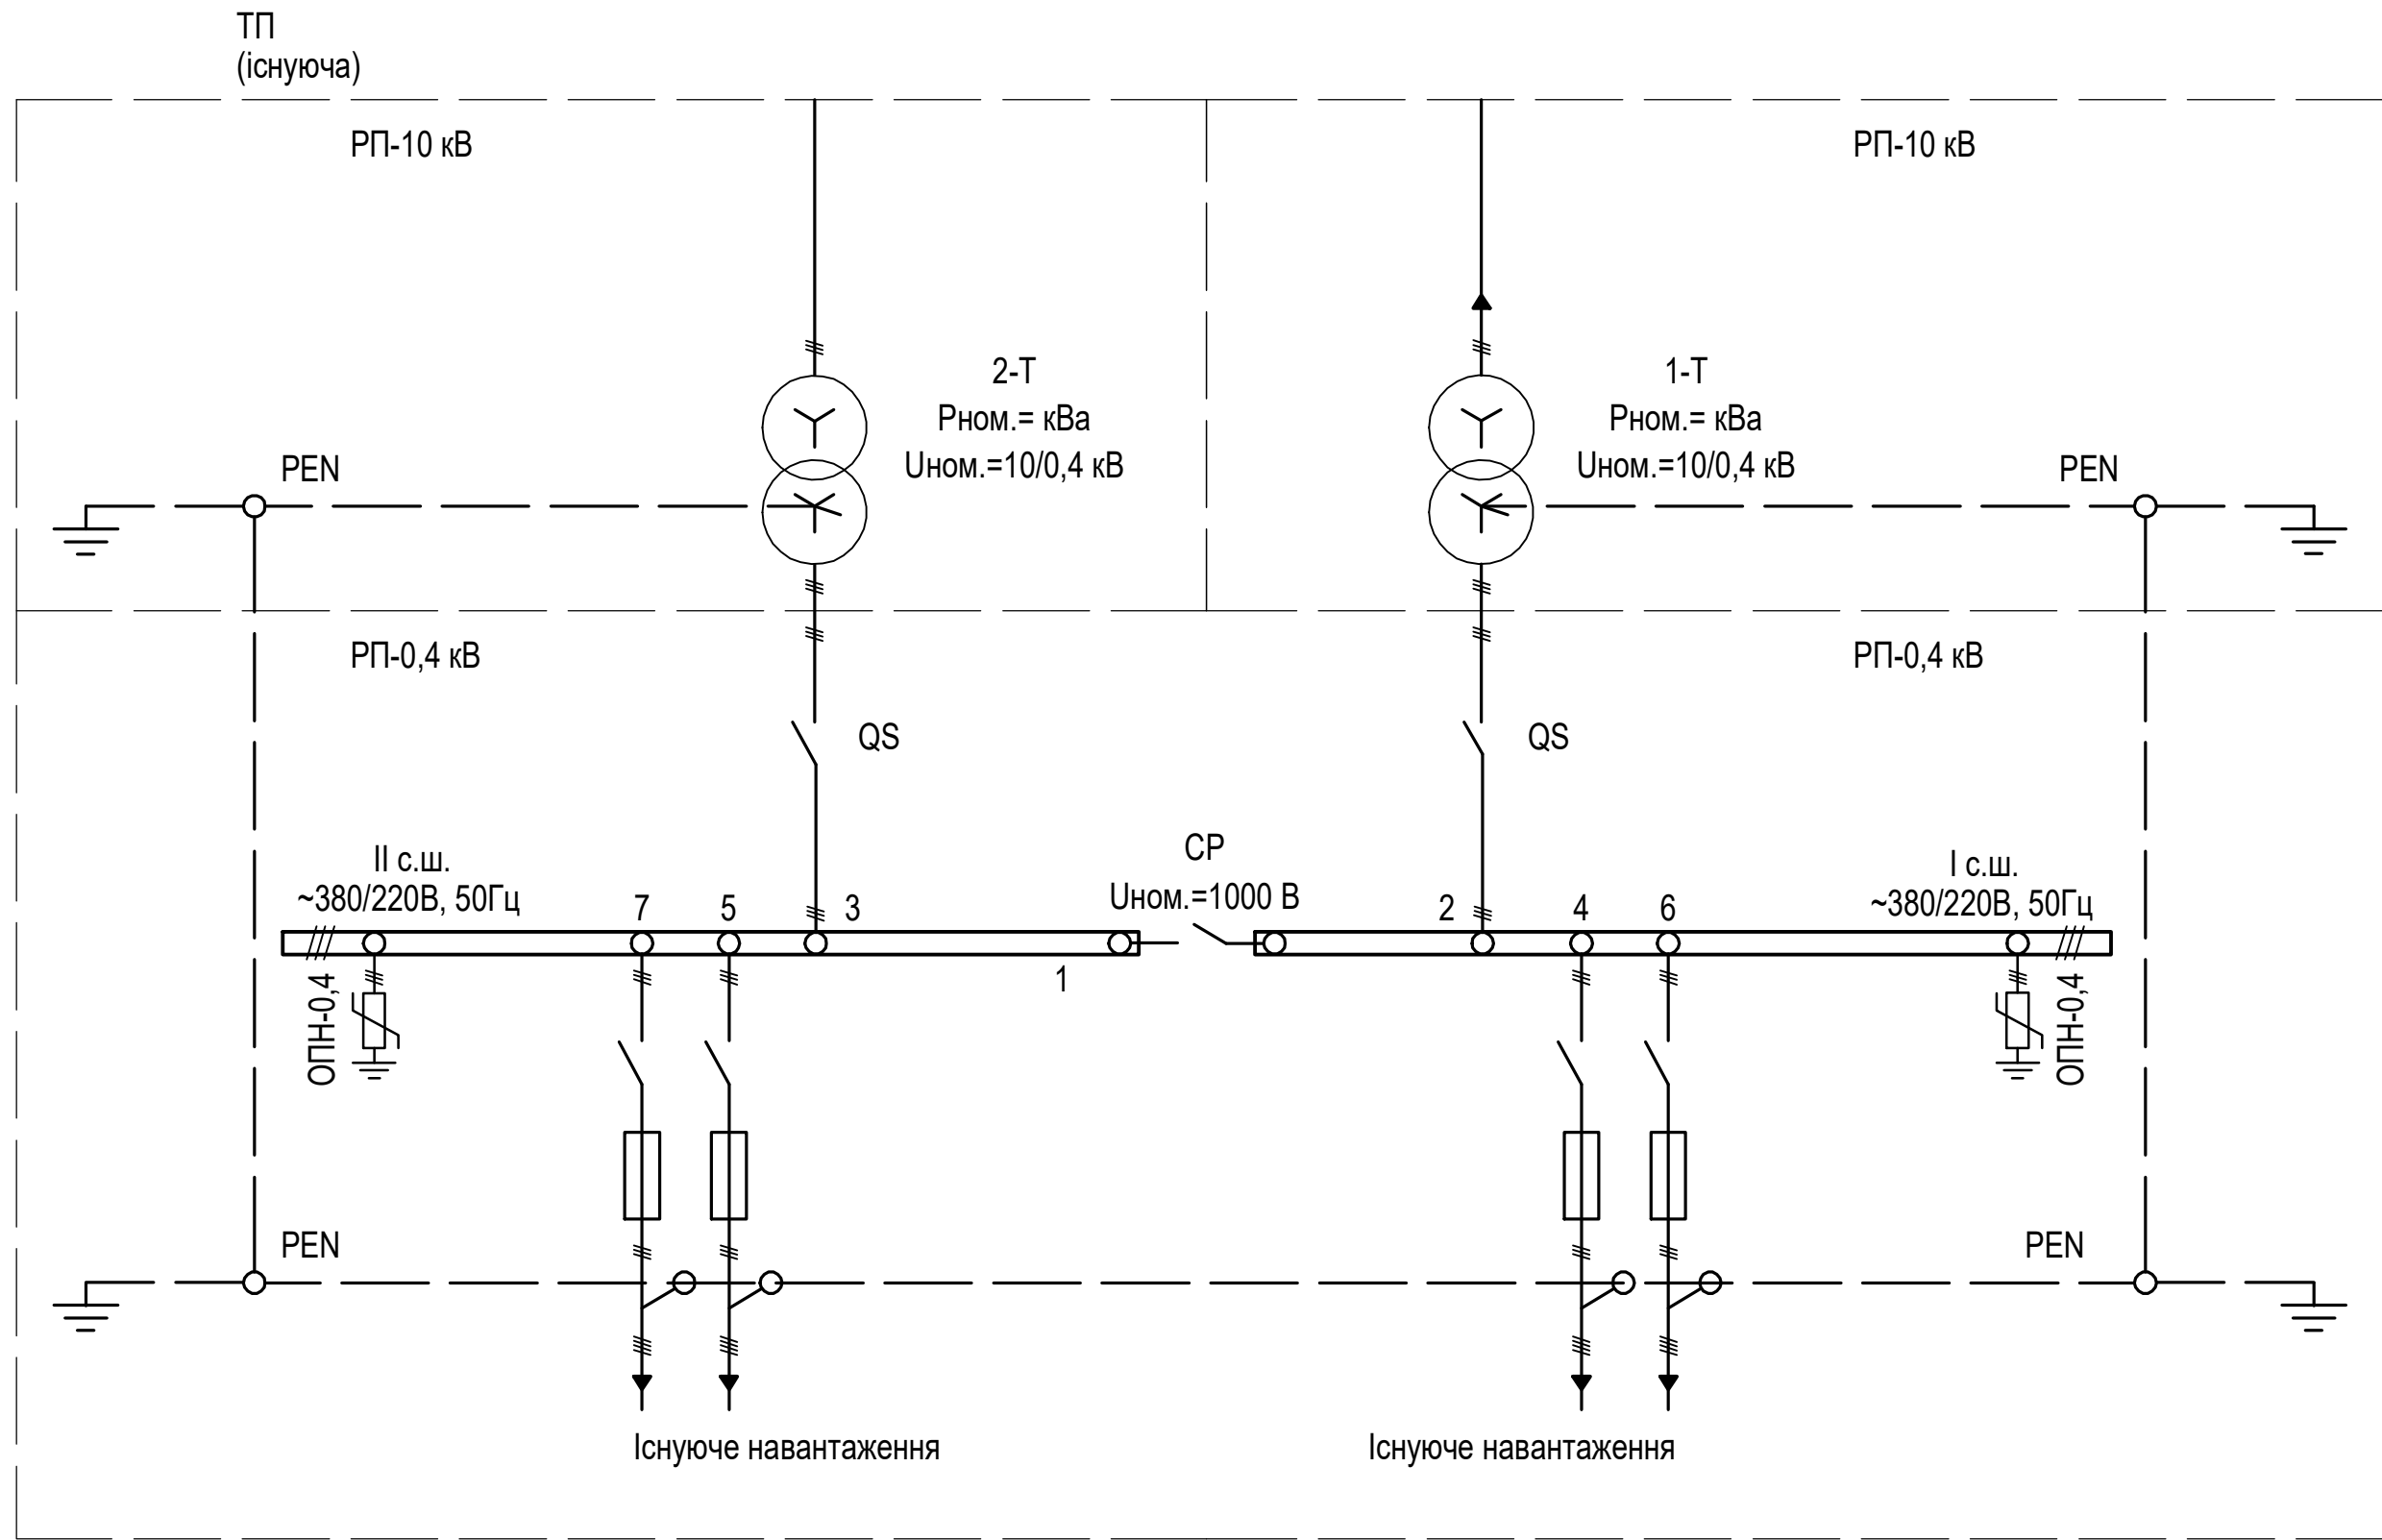 ТП
(існуюча)
РП-10 кВ
РП-10 кВ
2-Т
Рном.= кВа
Uном.=10/0,4 кВ
1-Т
Рном.= кВа
Uном.=10/0,4 кВ
PEN
PEN
РП-0,4 кВ
РП-0,4 кВ
QS
QS
II с.ш.
~380/220В, 50Гц
7
5
3
СР
Uном.=1000 В
2
4
6
I с.ш.
~380/220В, 50Гц
1
ОПН-0,4
ОПН-0,4
PEN
PEN
Існуюче навантаження
Існуюче навантаження